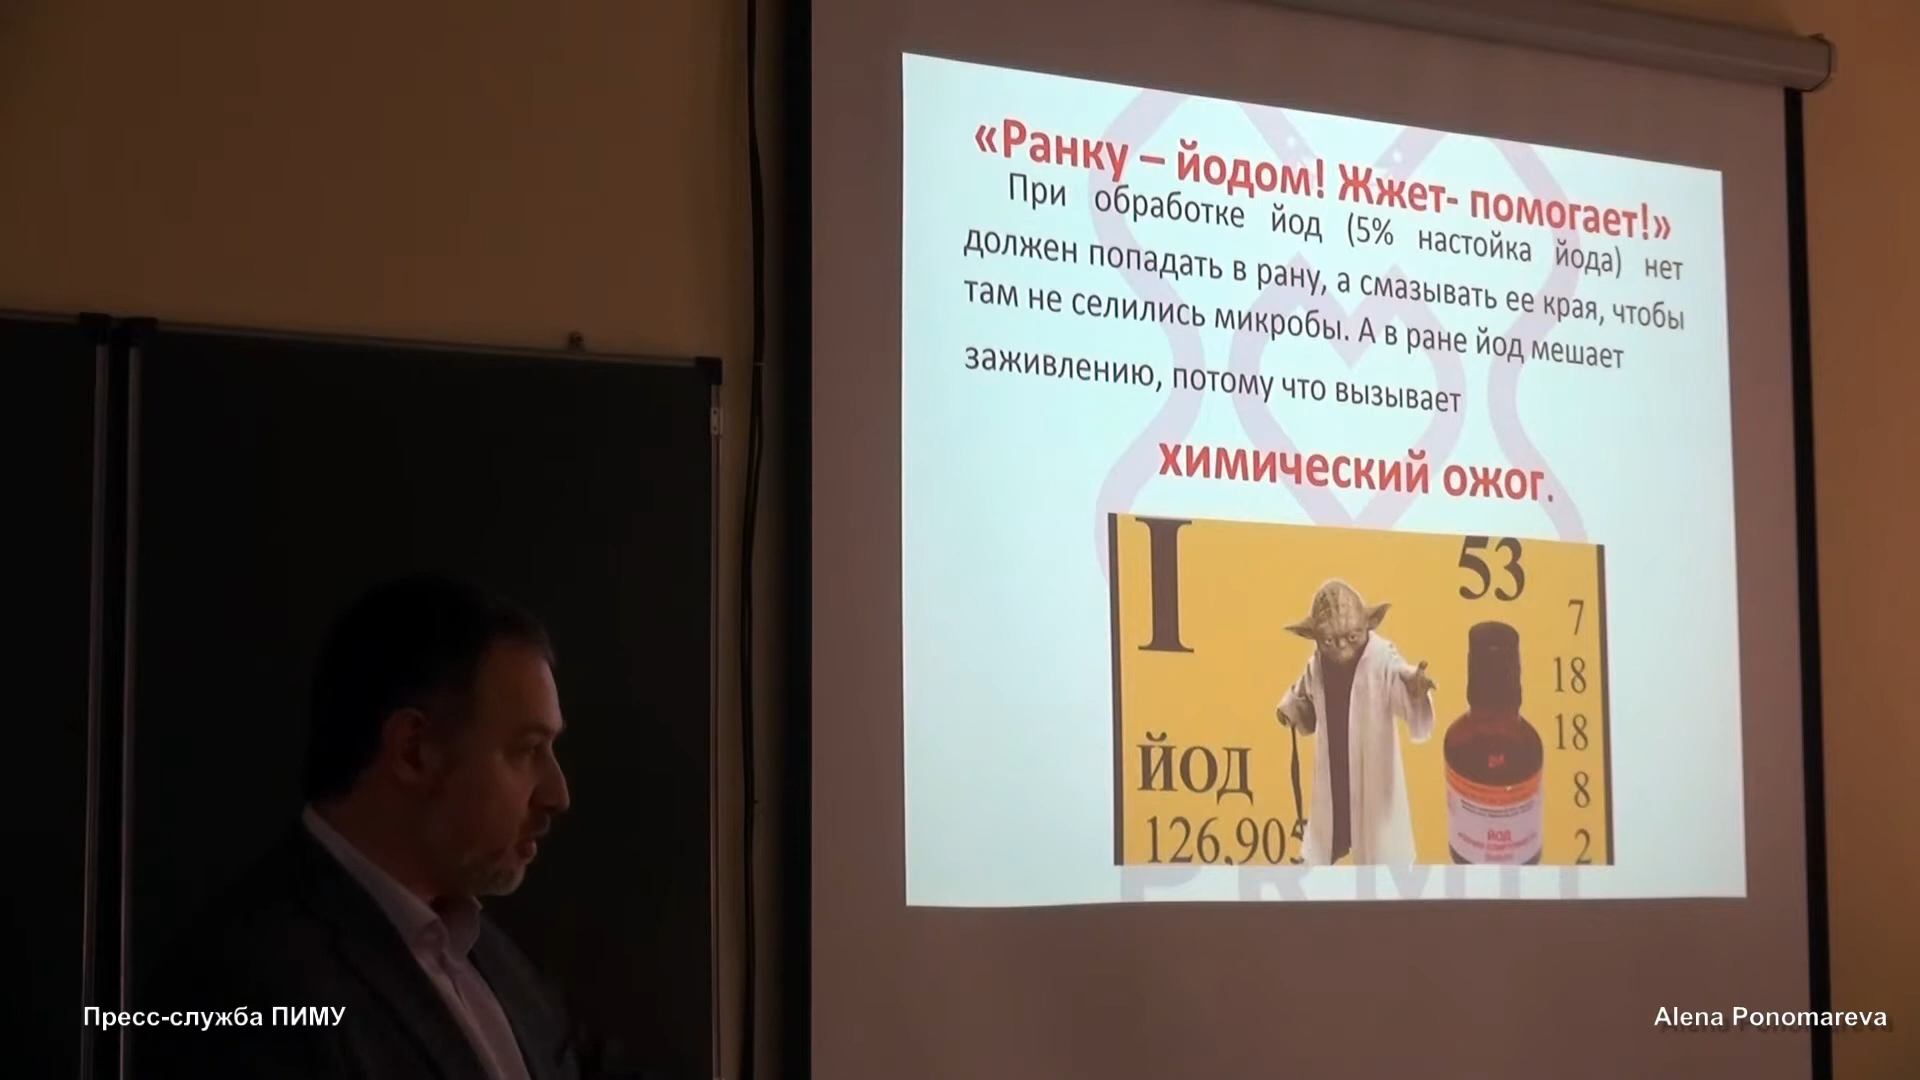 «Ранку – йодом! Жжет- помогает!»
При обработке йод (5% настойка йода) нет
должен попадать в рану, а смазывать ее края, чтобы
там не селились микробы. А в ране йод мешает
заживлению, потому что вызывает
химический ожог.
I
53
7
18
18
8
2
йод
126,905
йод
PRMU
Пресс-служба ПИМУ
Alena Ponomareva